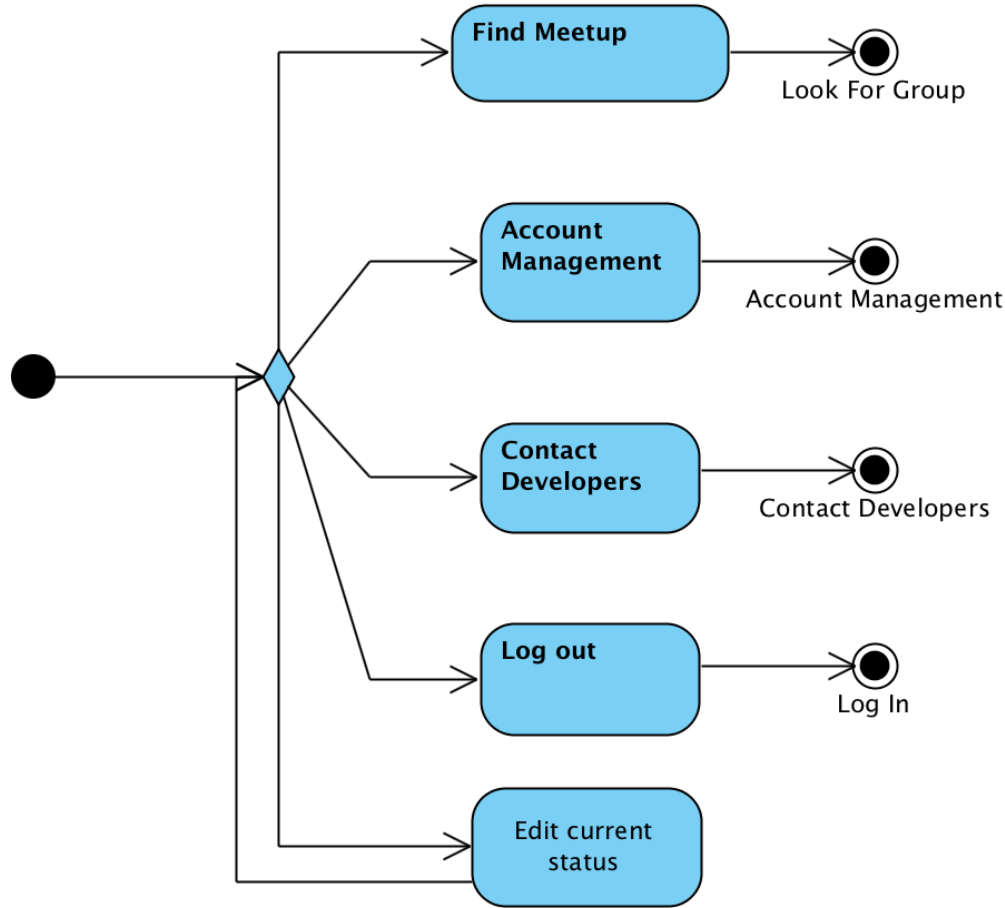 Find Meetup
Look For Group
Account
Management
Account Management
Contact
Developers
Contact Developers
Log out
Log In
Edit current
status